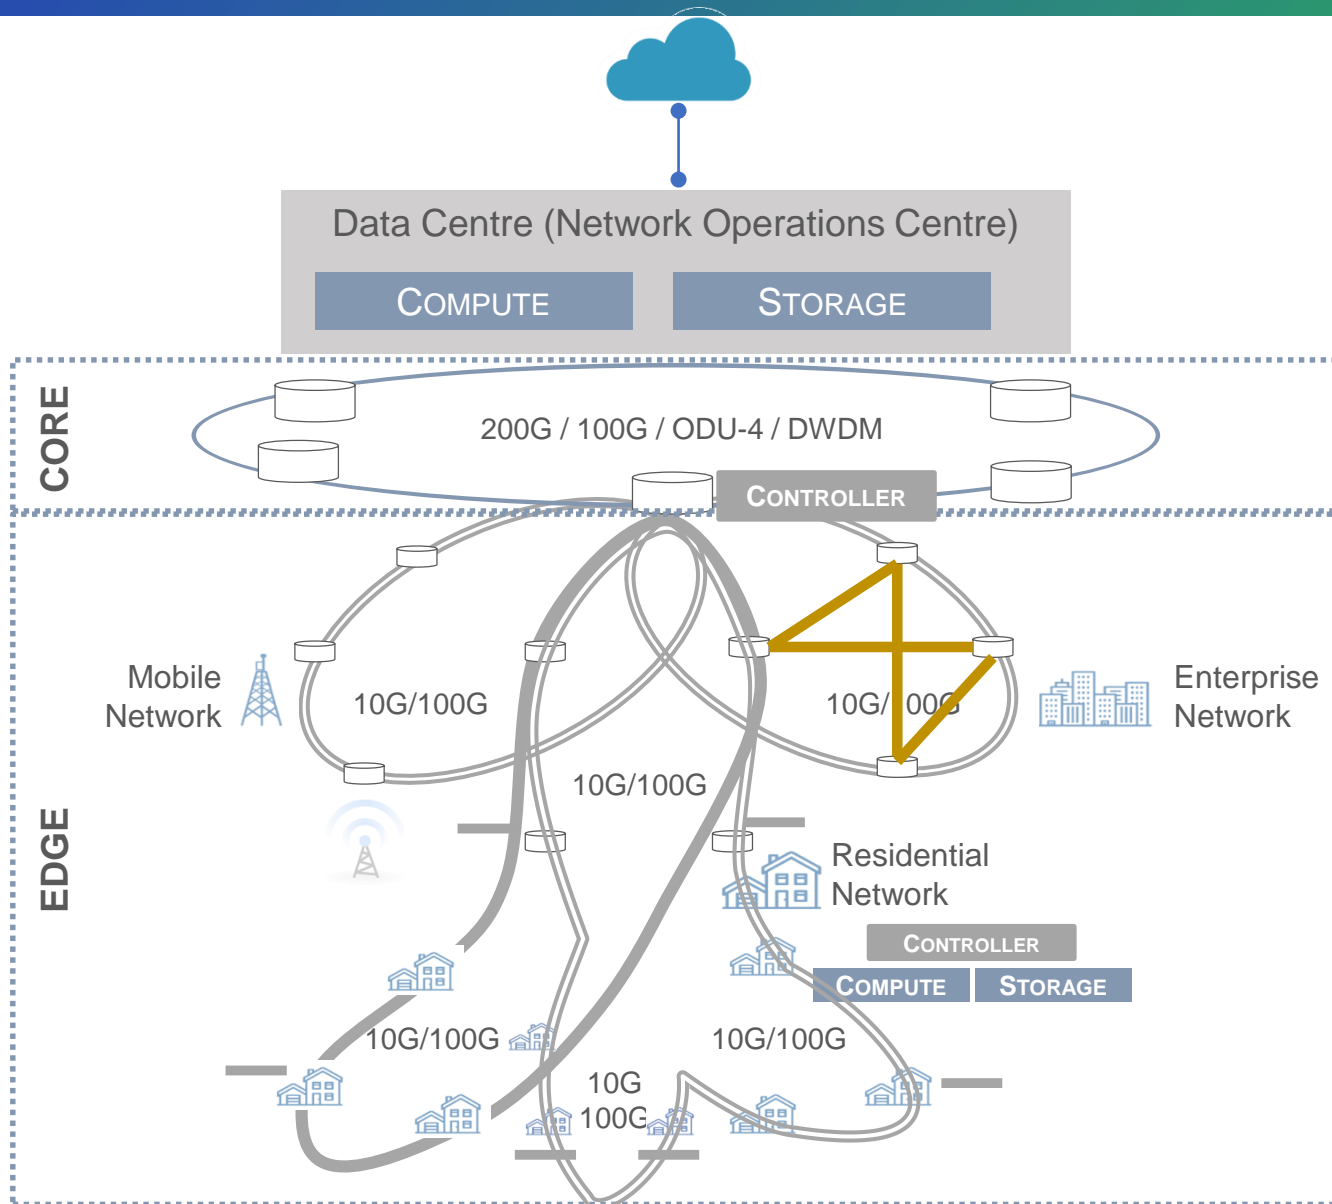 Data Centre (Network Operations Centre)
COMPUTE
STORAGE
CORE
200G / 100G / ODU-4 / DWDM
CONTROLLER
EDGE
Mobile
Network
10G/100G
10G/100G
Enterprise
Network
10G/100G
Residential
Network
CONTROLLER
COMPUTE
STORAGE
10G/100G
10G/100G
10G
100G